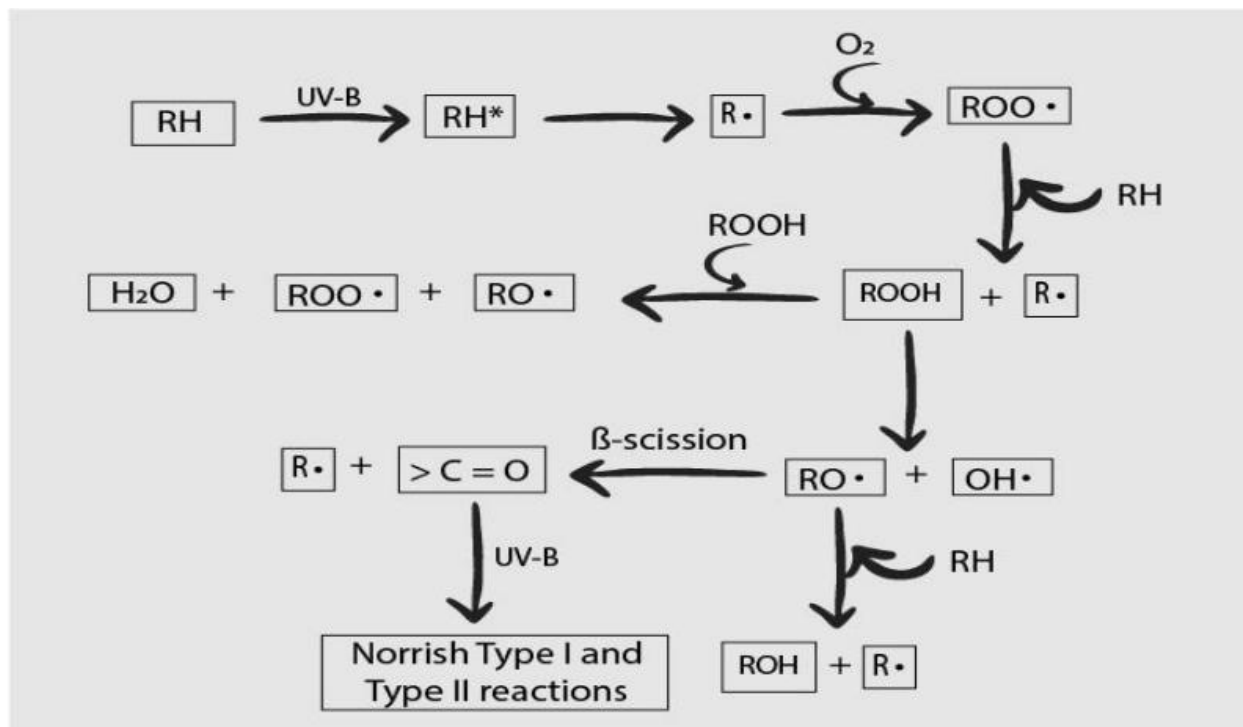 O₂
RH
UV-B
RH*
R•
ROO •
RH
ROOH
H₂O + ROO • + RO •
ROOH + R•
ß-scission
R• + > C = O
RO • + OH •
UV-B
RH
Norrish Type I and
Type II reactions
ROH + R•